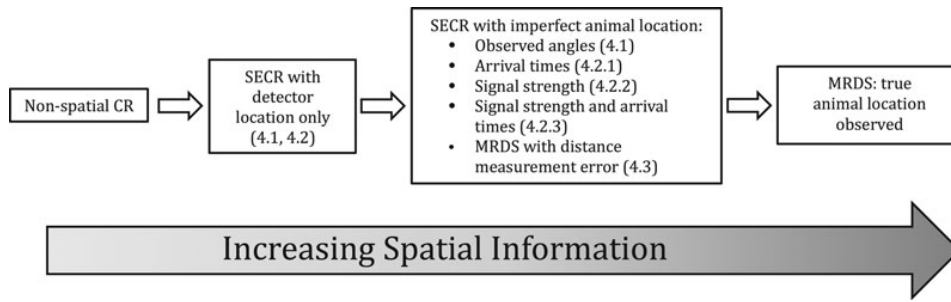 Non-spatial CR
SECR with
detector
location only
(4.1, 4.2)
SECR with imperfect animal location:
• Observed angles (4.1)
• Arrival times (4.2.1)
• Signal strength (4.2.2)
• Signal strength and arrival
times (4.2.3)
• MRDS with distance
measurement error (4.3)
MRDS: true
animal location
observed
Increasing Spatial Information